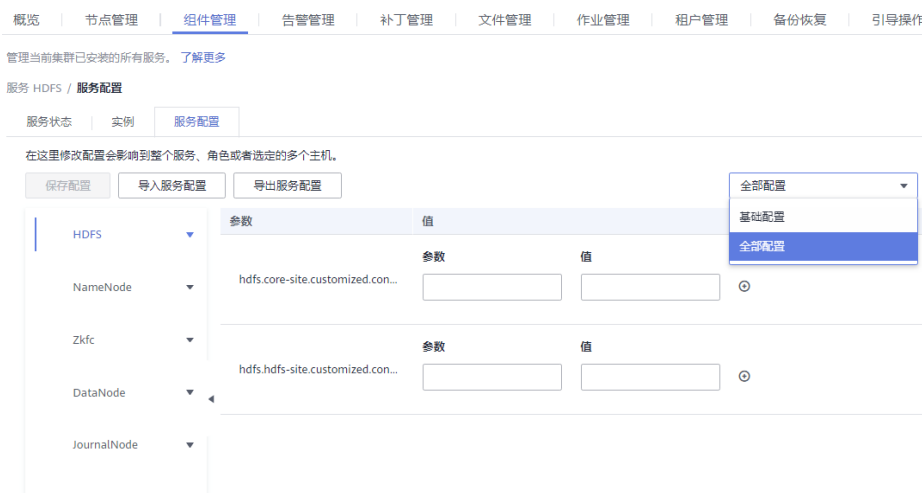 概览 节点管理 组件管理 告警管理 补丁管理 文件管理 作业管理 租户管理 备份恢复 引导操作
管理当前集群已安装的所有服务。 了解更多
服务 HDFS / 服务配置
服务状态 实例 服务配置
在这里修改配置会影响到整个服务、角色或者选定的多个主机。
保存配置 导入服务配置 导出服务配置 全部配置
基础配置
全部配置
参数 值
HDFS
NameNode
Zkfc
DataNode
JournalNode
参数 值
hdfs.core-site.customized.con...
参数 值
hdfs.hdfs-site.customized.con...